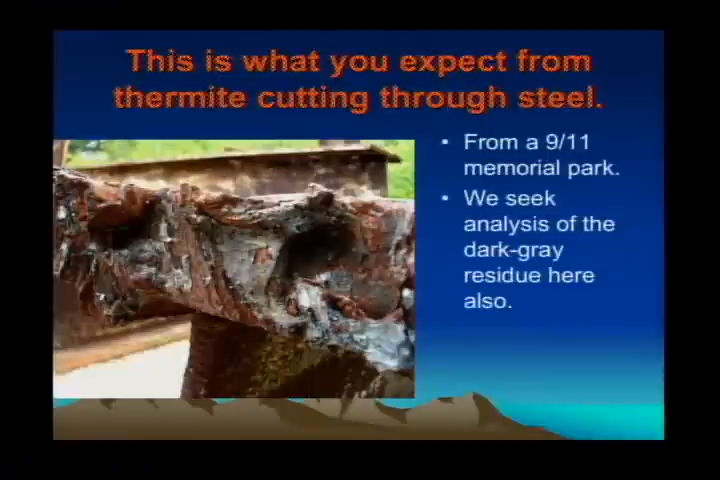 This is what you expect from
thermite cutting through steel.
• From a 9/11
memorial park.
• We seek
analysis of the
dark-gray
residue here
also.